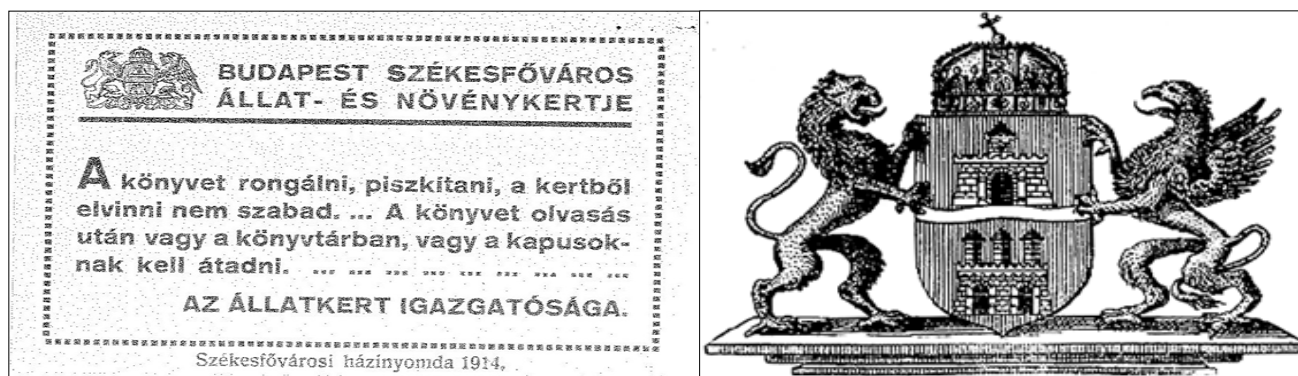 BUDAPEST SZÉKESFŐVÁROS
ÁLLAT- ÉS NÖVÉNYKERTJE
A könyvet rongálni, piszkítani, a kertből
elvinni nem szabad. ... A könyvet olvasás
után vagy a könyvtárban, vagy a kapusok-
nak kell átadni. ... ... ... ... ... ... ... ... ...
AZ ÁLLATKERT IGAZGATÓSÁGA.
Székesfővárosi házinyomda 1914,